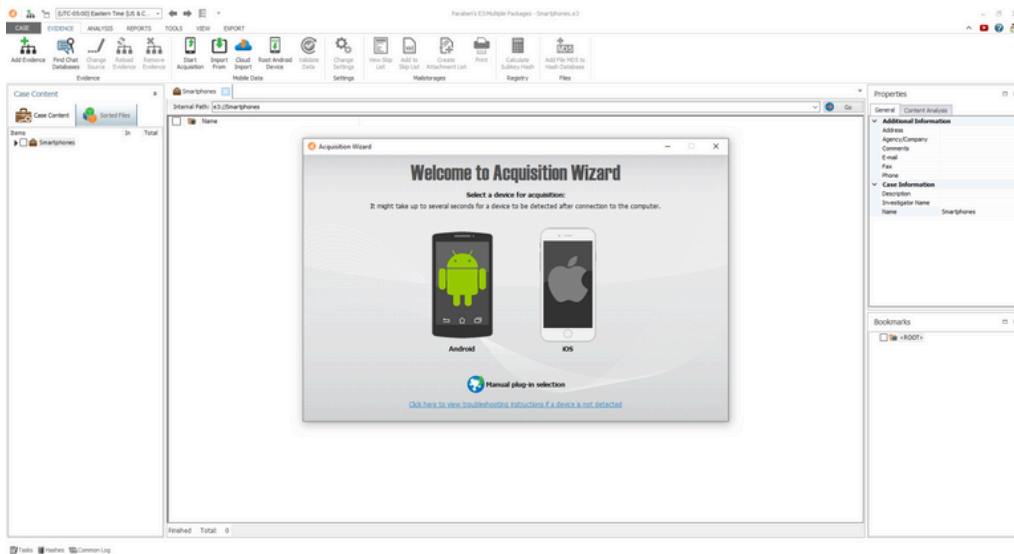 (UTC-05:00) Eastern Time (US & C...
Paraben's E3:Multiple Packages - Smartphones.e3
CASE EVIDENCE ANALYSIS REPORTS TOOLS VIEW EXPORT
Add Evidence
Find Chat Databases
Change Source
Reload Evidence
Remove Evidence
Start Acquisition
Import From
Cloud Import
Root Android Device
Validate Data
Change Settings
View Skip List
Add to Skip List
Create Attachment List
Print
Calculate Subkey Hash
Add File MD5 to Hash Database
Evidence
Mobile Data
Settings
Mailstorages
Registry
Files
Case Content
Case Content
Sorted Files
Items In Total
Smartphones
Smartphones
Internal Path: e3://Smartphones
Go
Name
Acquisition Wizard
Welcome to Acquisition Wizard
Select a device for acquisition:
It might take up to several seconds for a device to be detected after connection to the computer.
Android
iOS
Manual plug-in selection
Click here to view troubleshooting instructions if a device is not detected
Finished Total: 0
Properties
General Content Analysis
Additional Information
Address
Agency/Company
Comments
E-mail
Fax
Phone
Case Information
Description
Investigator Name
Name Smartphones
Bookmarks
<ROOT>
Tasks Hashes Common Log